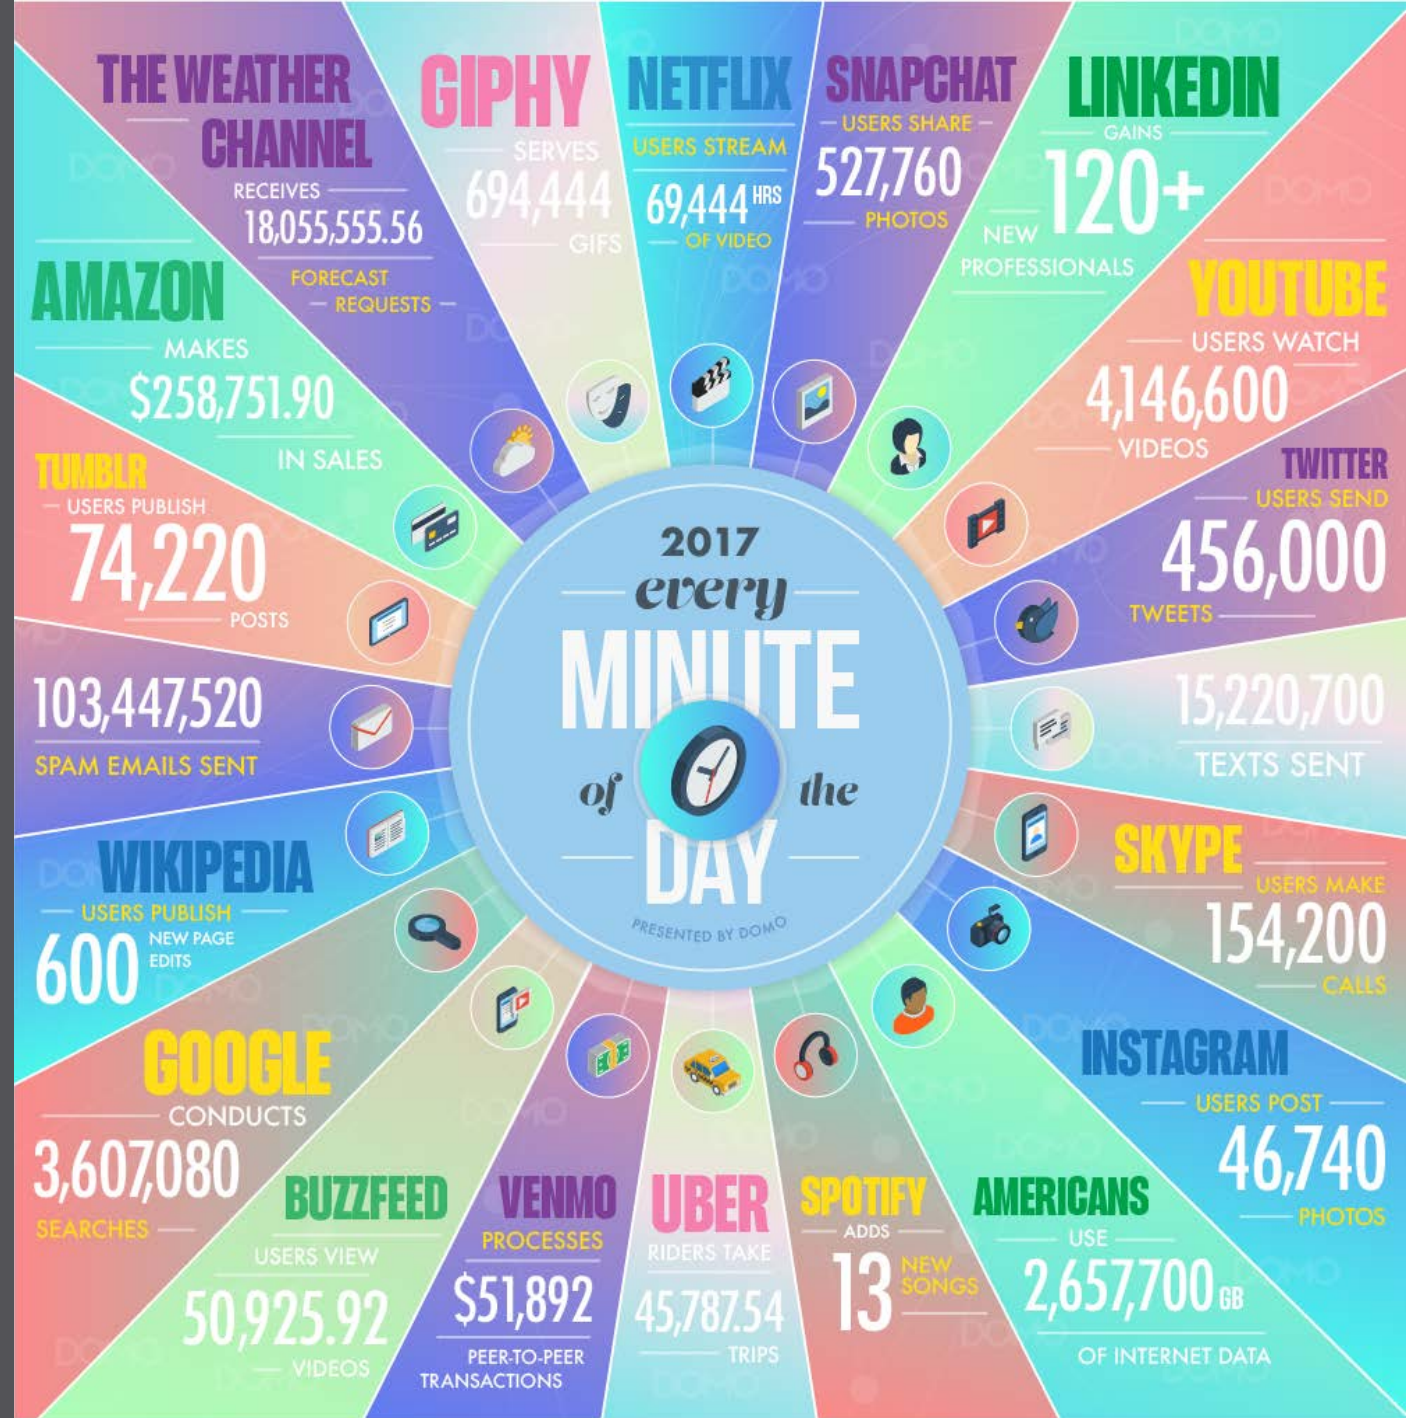 THE WEATHER
CHANNEL
RECEIVES
18,055,555.56
FORECAST
REQUESTS
GIPHY
SERVES
694,444
GIFS
NETFLIX
USERS STREAM
69,444 HRS
OF VIDEO
SNAPCHAT
USERS SHARE
527,760
PHOTOS
LINKEDIN
GAINS
120+
NEW
PROFESSIONALS
YOUTUBE
USERS WATCH
4,146,600
VIDEOS
TWITTER
USERS SEND
456,000
TWEETS
15,220,700
TEXTS SENT
SKYPE
USERS MAKE
154,200
CALLS
INSTAGRAM
USERS POST
46,740
PHOTOS
AMERICANS
USE
2,657,700 GB
OF INTERNET DATA
SPOTIFY
ADDS
13 NEW
SONGS
UBER
RIDERS TAKE
45,787.54
TRIPS
VENMO
PROCESSES
$51,892
PEER-TO-PEER
TRANSACTIONS
BUZZFEED
USERS VIEW
50,925.92
VIDEOS
GOOGLE
CONDUCTS
3,607,080
SEARCHES
WIKIPEDIA
USERS PUBLISH
600 NEW PAGE
EDITS
103,447,520
SPAM EMAILS SENT
TUMBLR
USERS PUBLISH
74,220
POSTS
AMAZON
MAKES
$258,751.90
IN SALES
2017
every
MINUTE
of the
DAY
PRESENTED BY DOMO